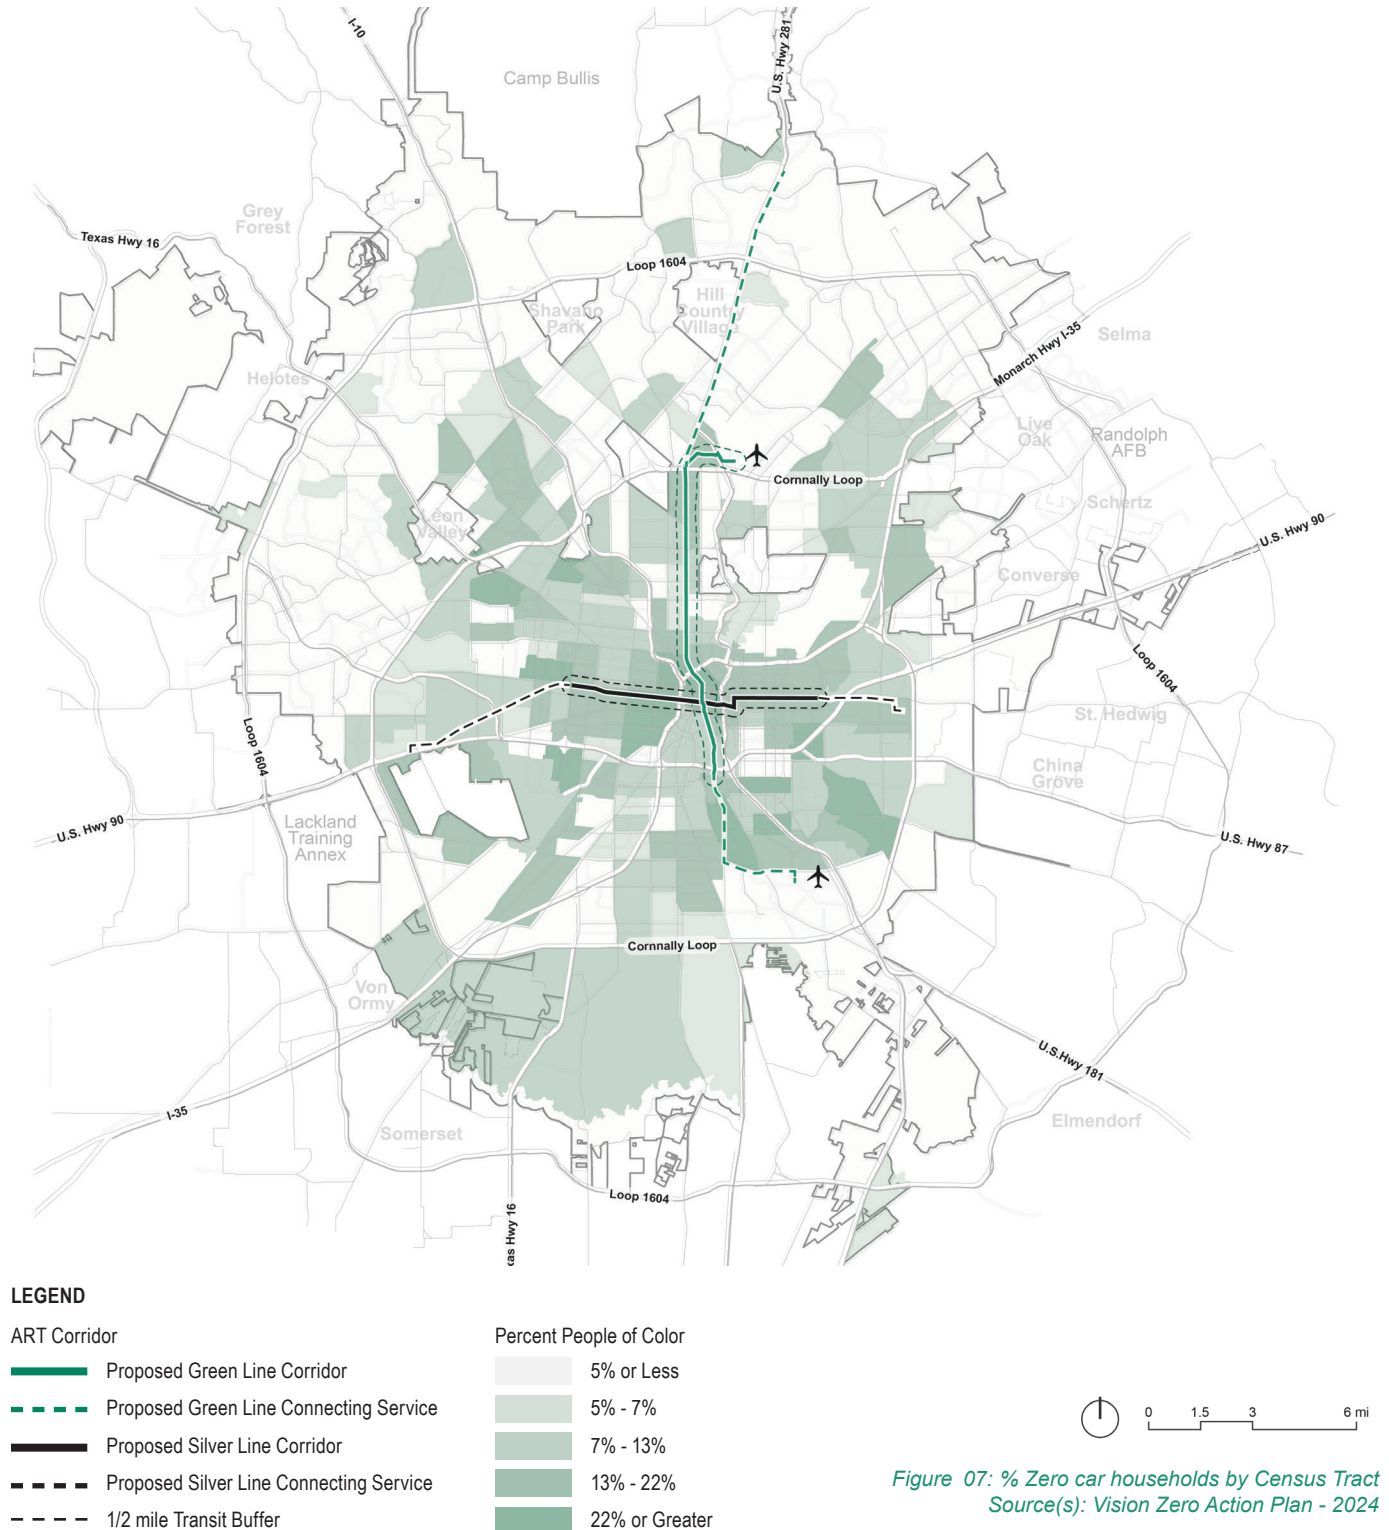 I-10
U.S. Hwy 281
Camp Bullis
Grey
Forest
Texas Hwy 16
Loop 1604
Hill
Country
Village
Shavano
Park
Selma
Monarch Hwy I-35
Helotes
Live
Oak
Randolph
AFB
Cornnally Loop
Schertz
Leon
Valley
U.S. Hwy 90
Converse
Loop 1604
St. Hedwig
Loop 1604
China
Grove
U.S. Hwy 90
Lackland
Training
Annex
U.S. Hwy 87
Cornnally Loop
Von
Ormy
U.S.Hwy 181
I-35
Somerset
Elmendorf
Loop 1604
xas Hwy 16
LEGEND
ART Corridor
Proposed Green Line Corridor
Proposed Green Line Connecting Service
Proposed Silver Line Corridor
Proposed Silver Line Connecting Service
1/2 mile Transit Buffer
Percent People of Color
5% or Less
5% - 7%
7% - 13%
13% - 22%
22% or Greater
0 1.5 3 6 mi
Figure 07: % Zero car households by Census Tract
Source(s): Vision Zero Action Plan - 2024